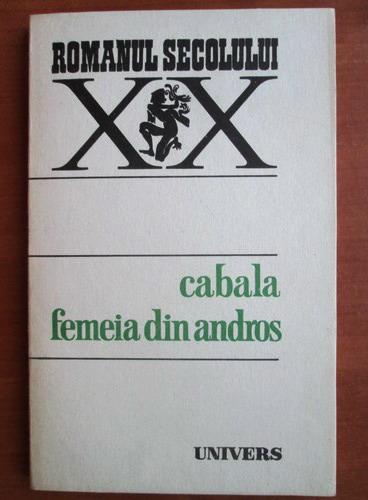 ROMANUL SECOLULUI
XX
cabala
femeia din andros
UNIVERS